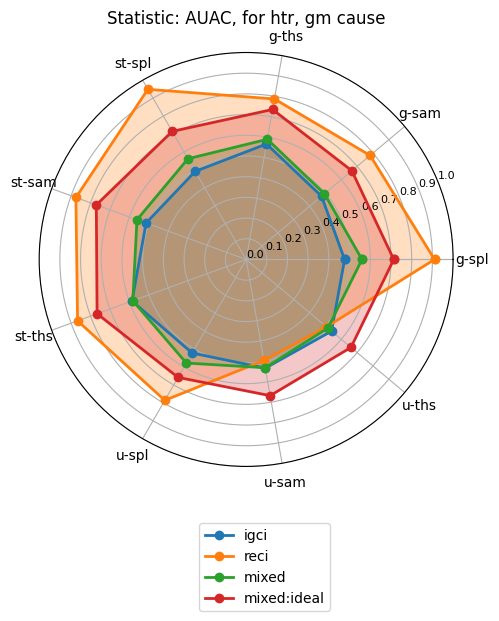 Statistic: AUAC, for htr, gm cause
g-ths
st-spl
g-sam
st-sam
1.0
0.9
0.8
0.7
0.6
0.5
0.4
0.3
0.2
0.1
0.0
g-spl
st-ths
u-ths
u-spl
u-sam
igci
reci
mixed
mixed:ideal